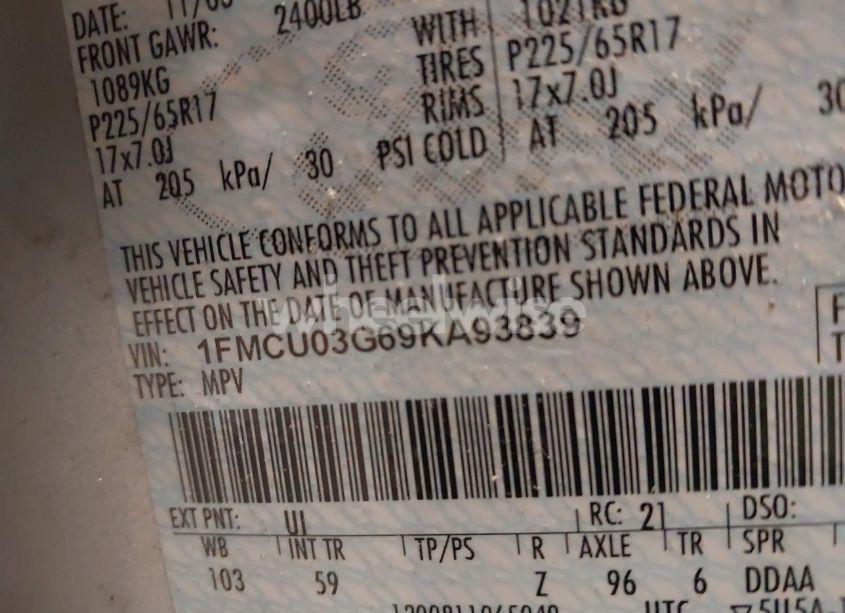 DATE: 11/08
FRONT GAWR: 2400LB
1089KG
P225/65R17
17x7.0J
AT 205 kPa/ 30 PSI COLD
WITH 1021KG
TIRES P225/65R17
RIMS 17x7.0J
AT 205 kPa/ 30
THIS VEHICLE CONFORMS TO ALL APPLICABLE FEDERAL MOTO
VEHICLE SAFETY AND THEFT PREVENTION STANDARDS IN
EFFECT ON THE DATE OF MANUFACTURE SHOWN ABOVE.
wheelwise
VIN: 1FMCU03G69KA93839
TYPE: MPV
EXT PNT: UI RC: 21 DSO:
WB INT TR TP/PS R AXLE TR SPR
103 59 Z 96 6 DDAA
UTC